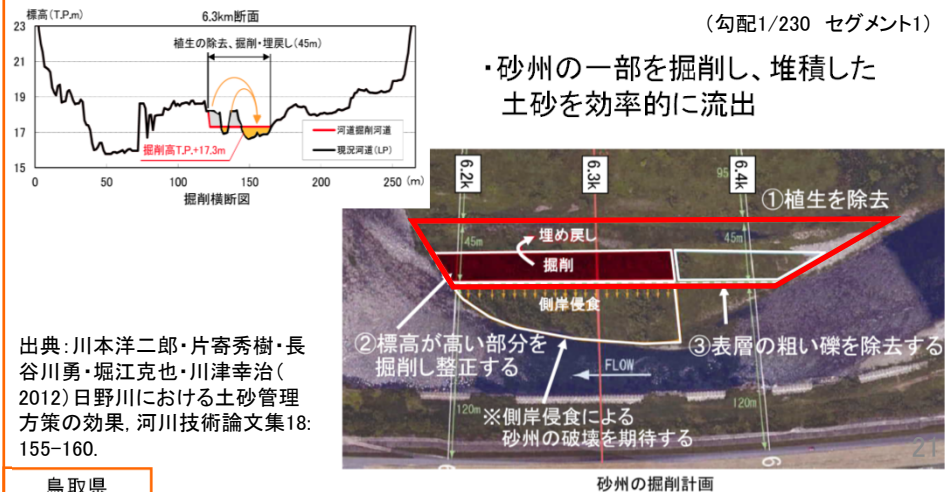 標高(T.P.m)
6.3km断面
(勾配1/230 セグメント1)
23
21
19
17
15
植生の除去、掘削・埋戻し(45m)
河道掘削河道
現況河道(LP)
掘削高T.P.+17.3m
0
50
100
150
200
250
(m)
掘削横断図
・砂州の一部を掘削し、堆積した
土砂を効率的に流出
6.2k
6.3k
6.4k
95
①植生を除去
45m
埋め戻し
45m
掘削
側岸侵食
②標高が高い部分を
掘削し整正する
③表層の粗い礫を除去する
FLOW
120m
120m
※側岸侵食による
砂州の破壊を期待する
21
砂州の掘削計画
出典:川本洋二郎・片寄秀樹・長
谷川勇・堀江克也・川津幸治(
2012)日野川における土砂管理
方策の効果, 河川技術論文集18:
155-160.
鳥取県